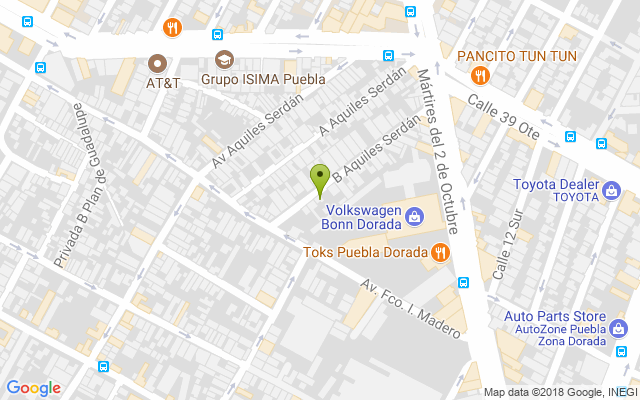 AT&T
Grupo ISIMA Puebla
PANCITO TUN TUN
Calle 39 Ote
Mártires del 2 de Octubre
Av Aquiles Serdán
A Aquiles Serdán
B Aquiles Serdán
Privada B Plan de Guadalupe
Volkswagen
Bonn Dorada
Toks Puebla Dorada
Toyota Dealer
TOYOTA
Calle 12 Sur
Av. Fco. I. Madero
Auto Parts Store
AutoZone Puebla
Zona Dorada
Google
Map data ©2018 Google, INEGI